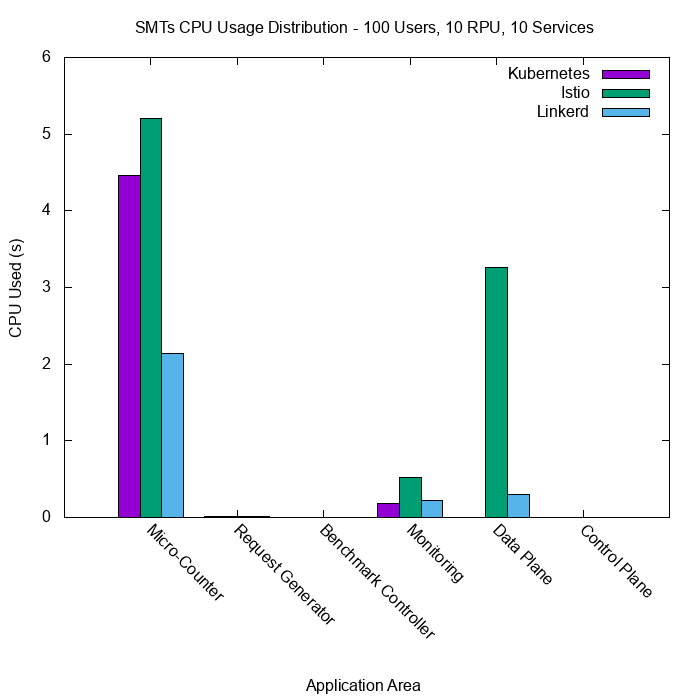 SMTs CPU Usage Distribution - 100 Users, 10 RPU, 10 Services
Kubernetes
Istio
Linkerd
CPU Used (s)
6
5
4
3
2
1
0
Micro-Counter
Request Generator
Benchmark Controller
Monitoring
Data Plane
Control Plane
Application Area